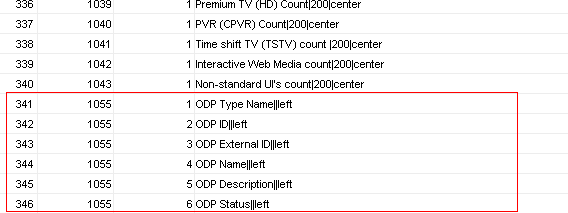 336 1039 1 Premium TV (HD) Count|200|center
337 1040 1 PVR (CPVR) Count|200|center
338 1041 1 Time shift TV (TSTV) count |200|center
339 1042 1 Interactive Web Media count|200|center
340 1043 1 Non-standard UI's count|200|center
341 1055 1 ODP Type Name||left
342 1055 2 ODP ID||left
343 1055 3 ODP External ID||left
344 1055 4 ODP Name||left
345 1055 5 ODP Description||left
346 1055 6 ODP Status||left